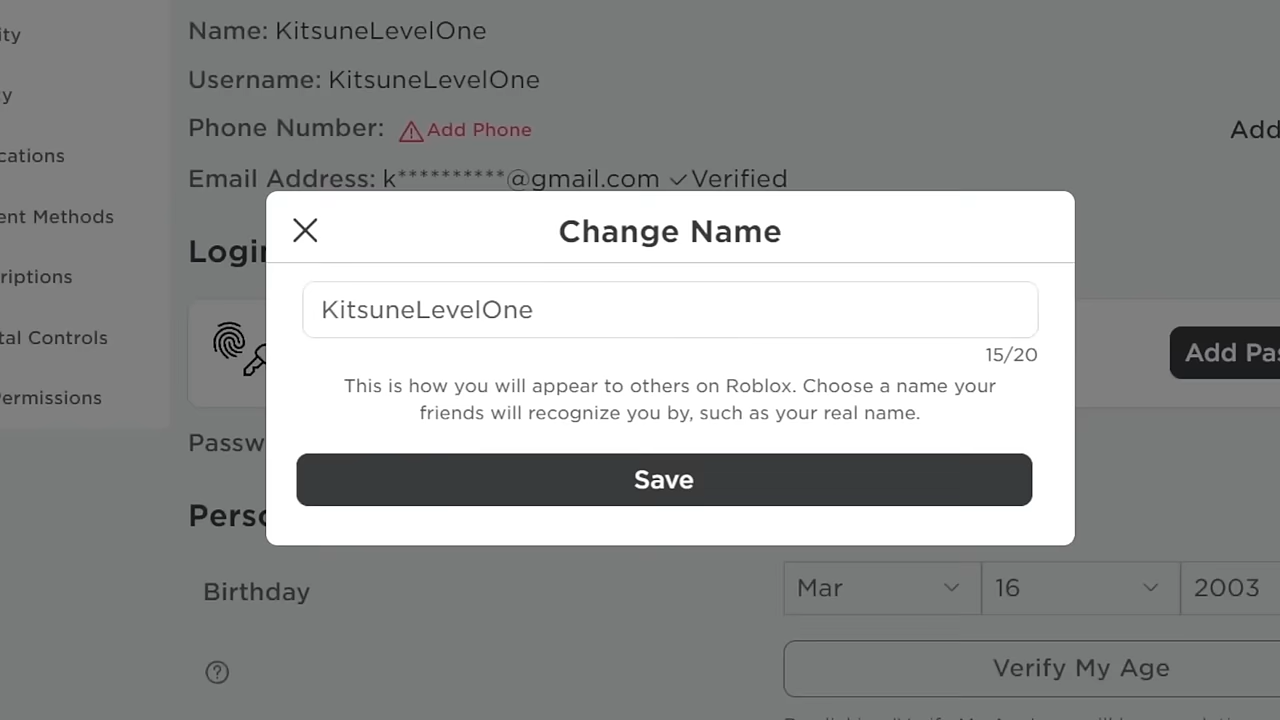 ity
Name: KitsuneLevelOne
Username: KitsuneLevelOne
y
Phone Number: Add Phone
Add
cations
Email Address: k**********@gmail.com Verified
ent Methods
Change Name
Login
riptions
KitsuneLevelOne
tal Controls
15/20
Add Pas
This is how you will appear to others on Roblox. Choose a name your
friends will recognize you by, such as your real name.
ermissions
Passw
Save
Perso
Birthday
Mar
16
2003
Verify My Age